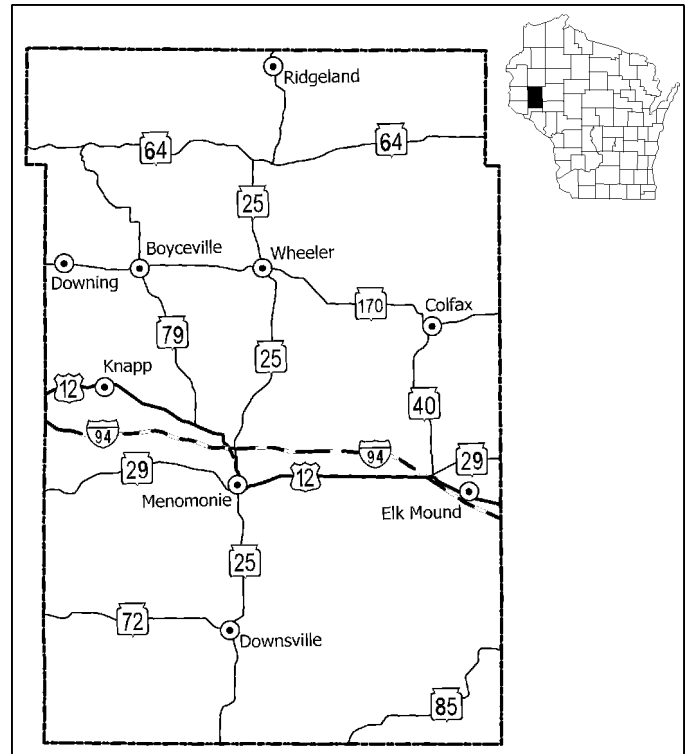 Ridgeland
64
64
25
Boyceville
Wheeler
Downing
170
Colfax
79
25
Knapp
12
40
94
94
29
29
12
Menomonie
Elk Mound
25
72
Downsville
85